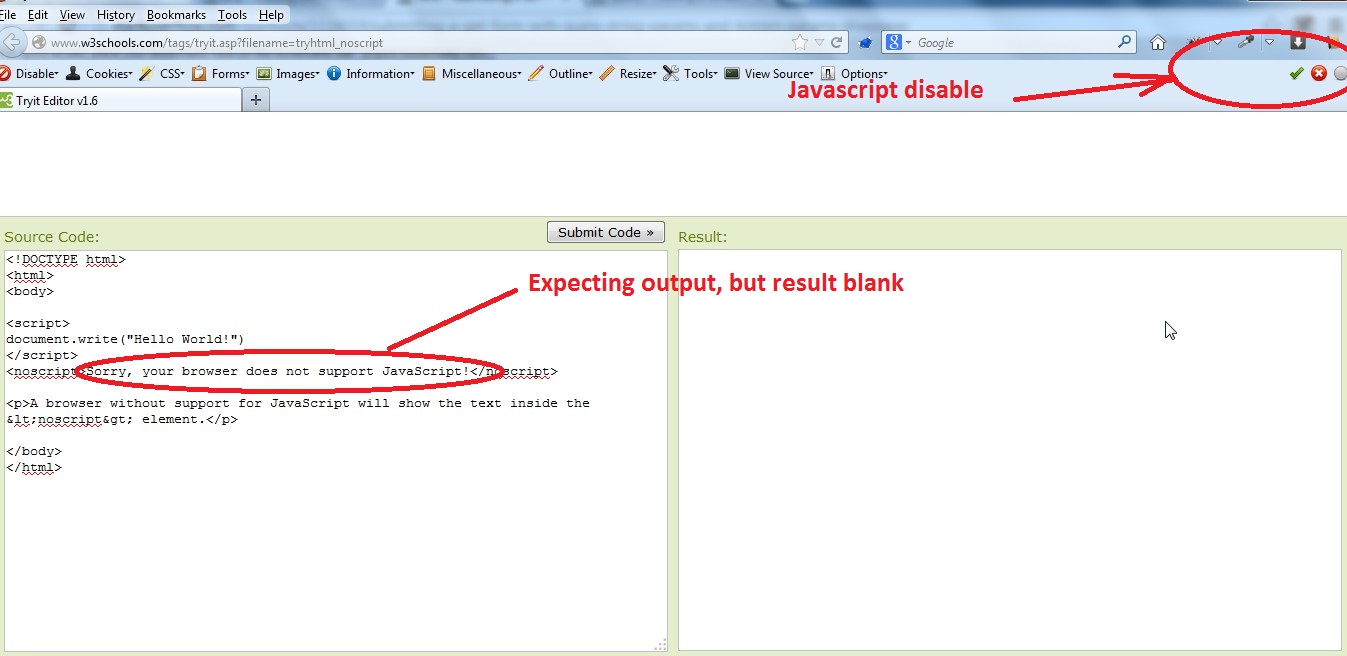 File Edit View History Bookmarks Tools Help
www.w3schools.com/tags/tryit.asp?filename=tryhtml_noscript
Google
Disable Cookies CSS Forms Images Information Miscellaneous Outline Resize Tools View Source Options
Javascript disable
Tryit Editor v1.6
Source Code:
Submit Code »
Result:
<!DOCTYPE html>
<html>
<body>
Expecting output, but result blank
<script>
document.write("Hello World!")
</script>
<noscript>Sorry, your browser does not support JavaScript!</noscript>
<p>A browser without support for JavaScript will show the text inside the
&lt;noscript&gt; element.</p>
</body>
</html>